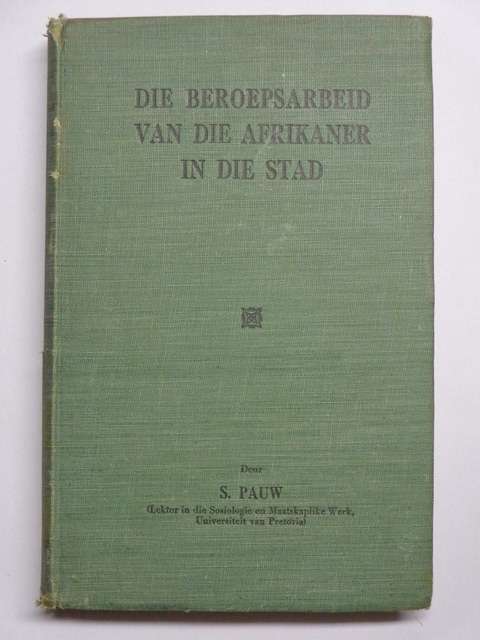 DIE BEROEPSARBEID
VAN DIE AFRIKANER
IN DIE STAD
Deur
S. PAUW
(Lektor in die Sosiologie en Maatskaplike Werk,
Universiteit van Pretoria)